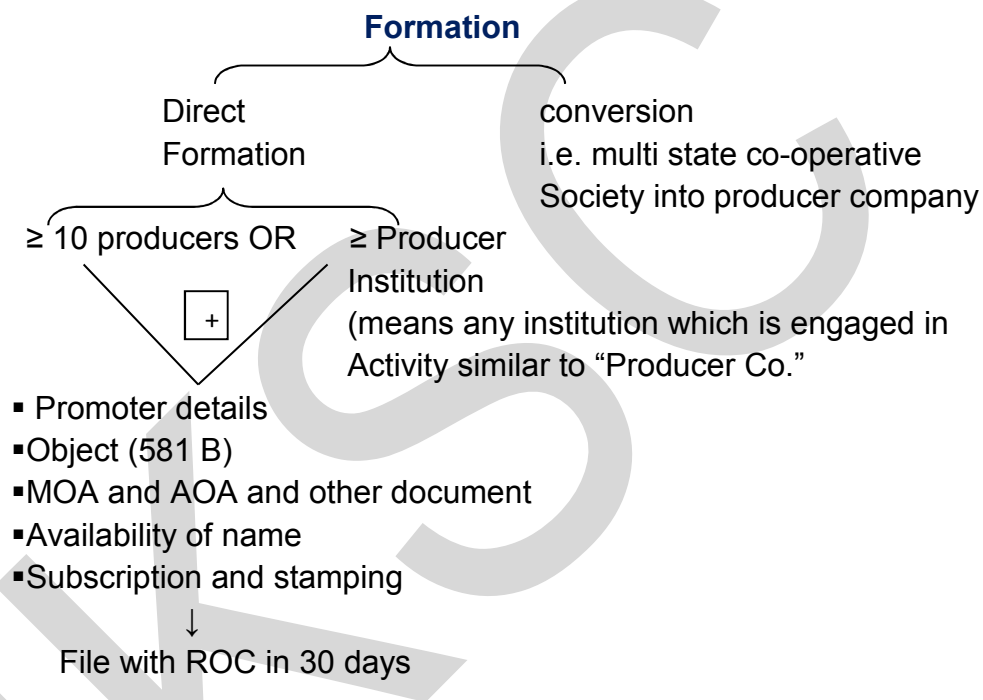 Formation
Direct
Formation
conversion
i.e. multi state co-operative
Society into producer company
≥ 10 producers OR
≥ Producer
Institution
(means any institution which is engaged in
Activity similar to “Producer Co.”
+
▪ Promoter details
▪Object (581 B)
▪MOA and AOA and other document
▪Availability of name
▪Subscription and stamping
↓
File with ROC in 30 days
KSC